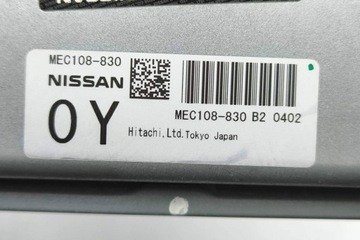 MEC108-830
NISSAN
0Y
MEC108-830 B2 0402
Hitachi,Ltd.Tokyo Japan